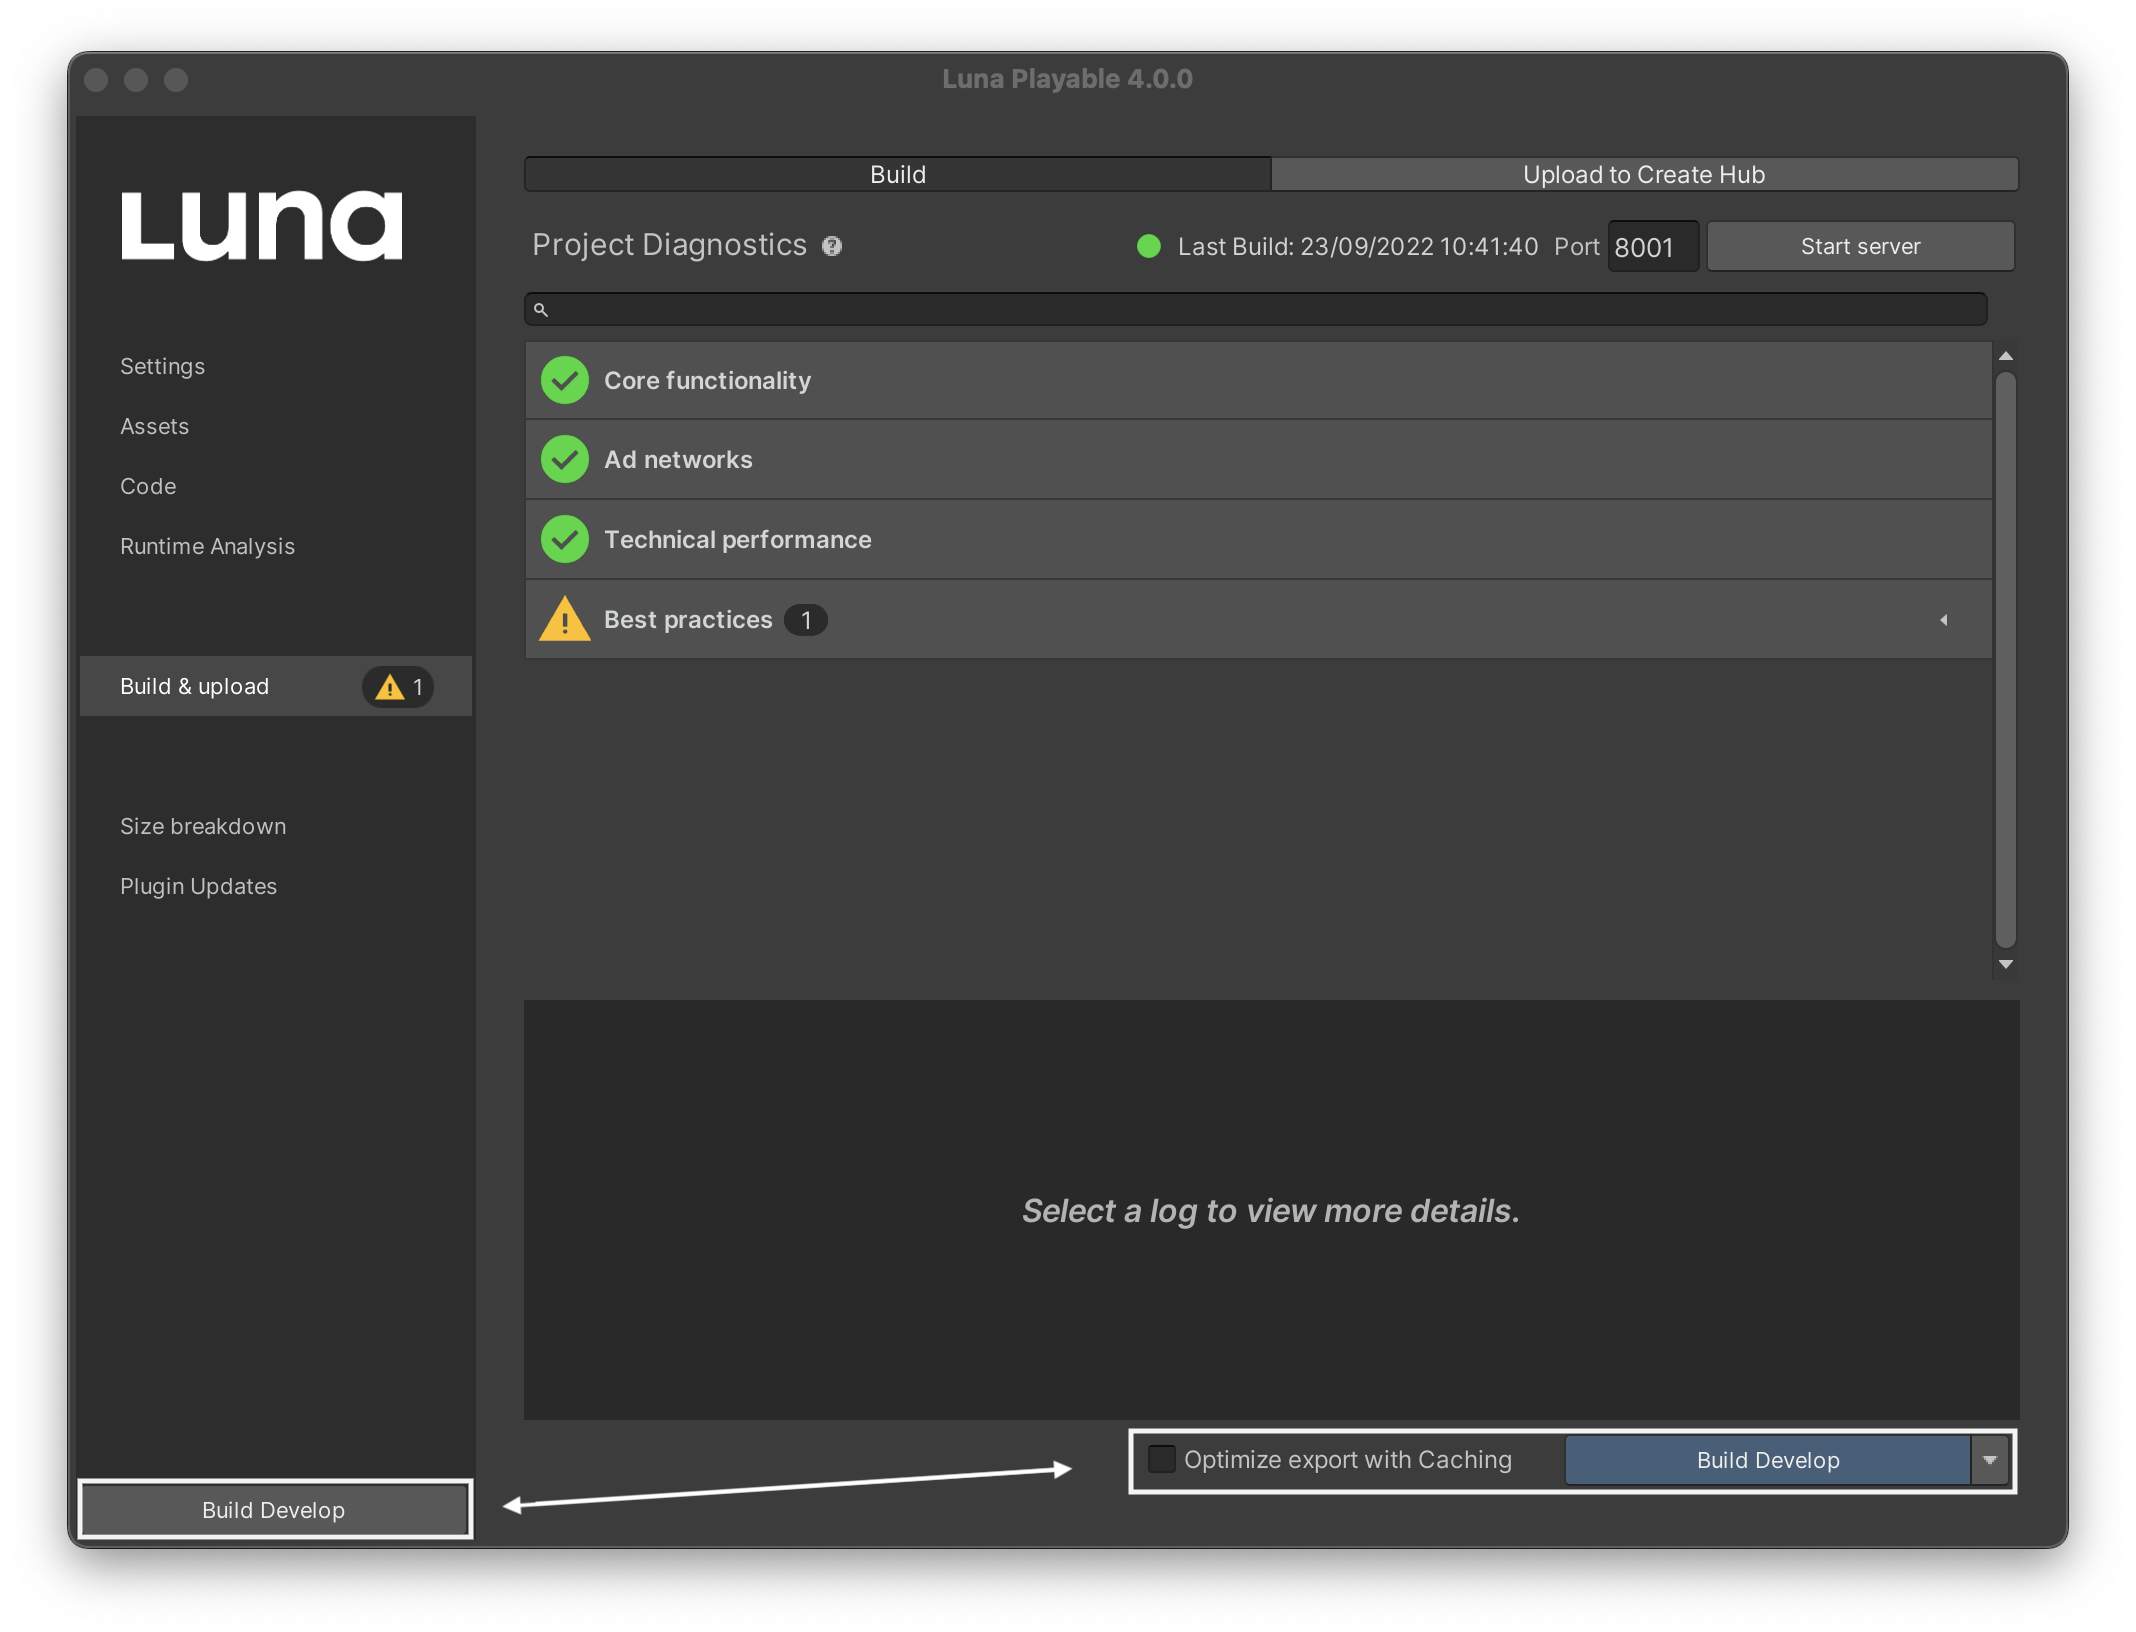 Luna Playable 4.0.0
Luna
Settings
Assets
Code
Runtime Analysis
Build & upload 1
Size breakdown
Plugin Updates
Build Develop
Build
Upload to Create Hub
Project Diagnostics
Last Build: 23/09/2022 10:41:40 Port 8001 Start server
Core functionality
Ad networks
Technical performance
Best practices 1
Select a log to view more details.
Optimize export with Caching
Build Develop